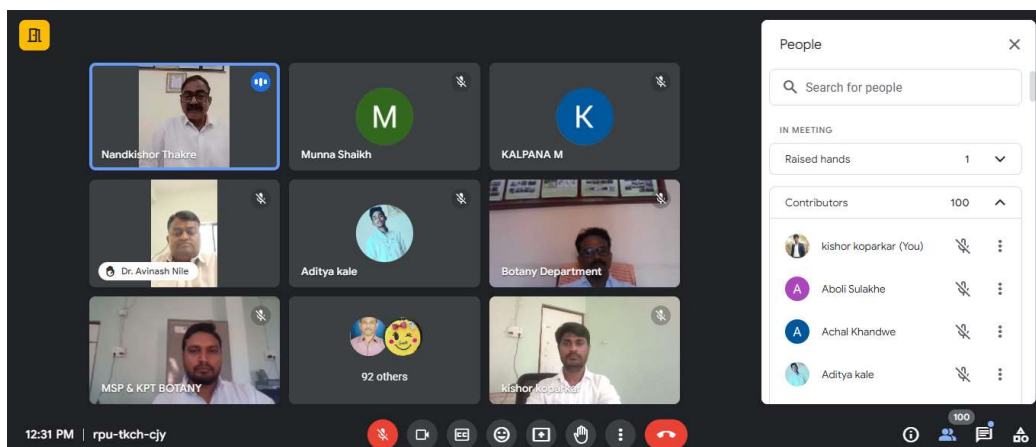 Nandkishor Thakre
M
Munna Shaikh
K
KALPANA M
Dr. Avinash Nile
Aditya kale
Botany Department
MSP & KPT BOTANY
92 others
kishor koparkar
People
Search for people
IN MEETING
Raised hands 1
Contributors 100
kishor koparkar (You)
A Aboli Sulakhe
A Achal Khandwe
Aditya kale
12:31 PM | rpu-tkch-cjy
CC
100